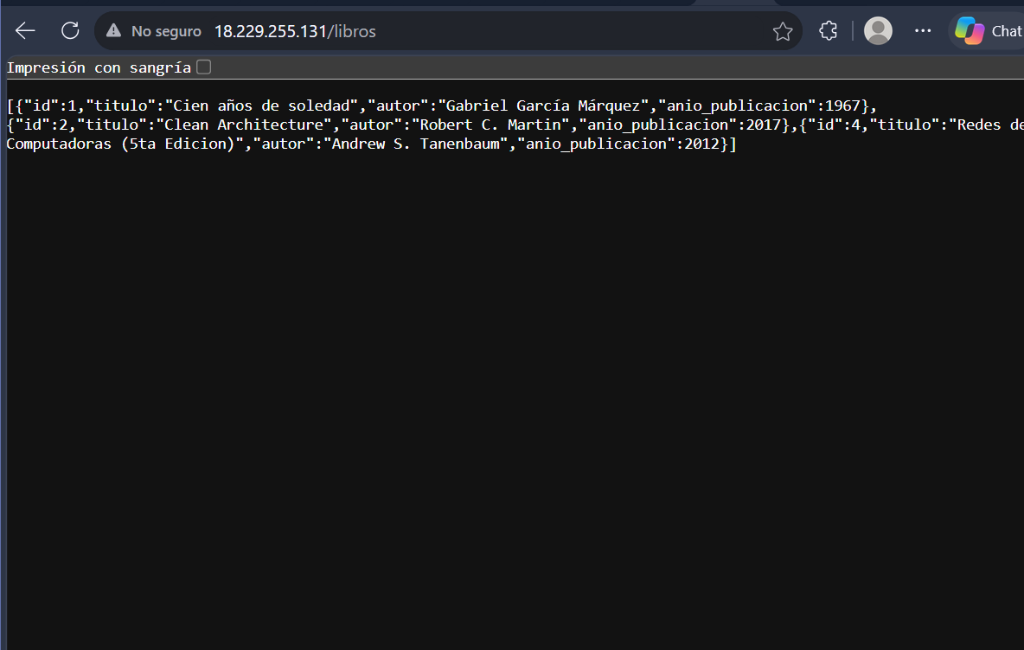 No seguro 18.229.255.131/libros Chat
Impresión con sangría
[{"id":1,"titulo":"Cien años de soledad","autor":"Gabriel García Márquez","anio_publicacion":1967},
{"id":2,"titulo":"Clean Architecture","autor":"Robert C. Martin","anio_publicacion":2017},{"id":4,"titulo":"Redes de
Computadoras (5ta Edicion)","autor":"Andrew S. Tanenbaum","anio_publicacion":2012}]